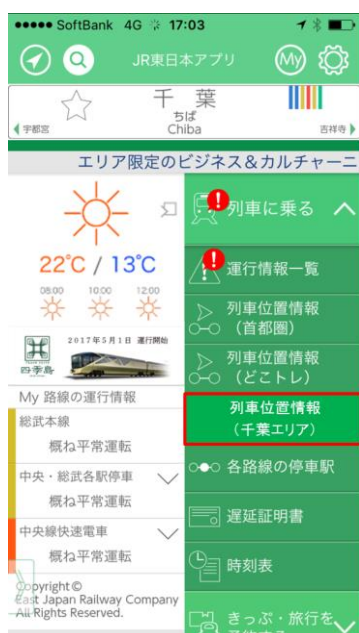 SoftBank 4G 17:03
JR東日本アプリ
My
千葉
ちば
Chiba
宇都宮
吉祥寺
エリア限定のビジネス＆カルチャーニ
22℃ / 13℃
08:00 10:00 12:00
四季島
2017年5月1日 運行開始
My 路線の運行情報
総武本線
概ね平常運転
中央・総武各駅停車
概ね平常運転
中央線快速電車
概ね平常運転
Copyright©
East Japan Railway Company
All Rights Reserved.
列車に乗る
運行情報一覧
列車位置情報
（首都圏）
列車位置情報
（どこトレ）
列車位置情報
（千葉エリア）
各路線の停車駅
遅延証明書
時刻表
きっぷ・旅行を